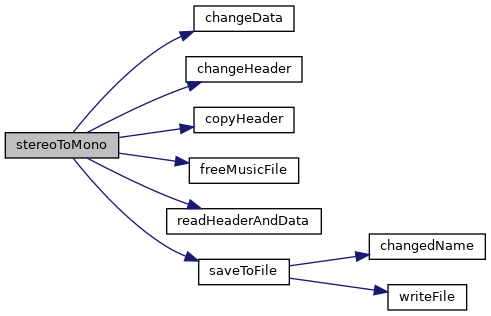 changeData
changeHeader
copyHeader
stereoToMono
freeMusicFile
readHeaderAndData
changedName
saveToFile
writeFile